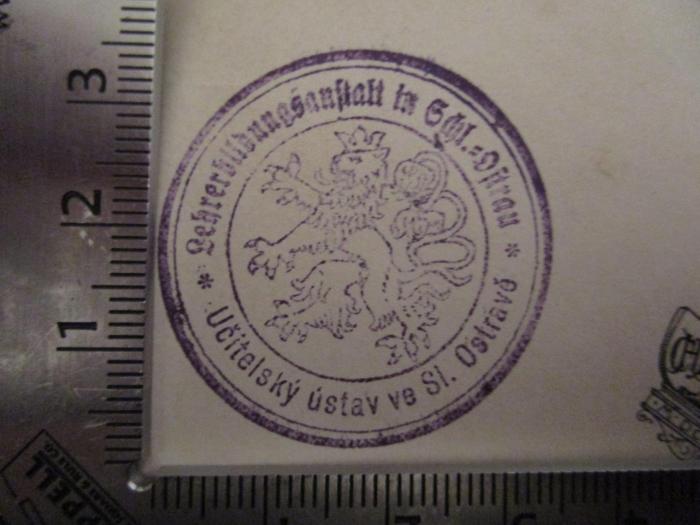 Lehrerbildungsanstalt in Schl.-Ostrau
* Učitelský ústav ve Sl. Ostravě *
3
2
1